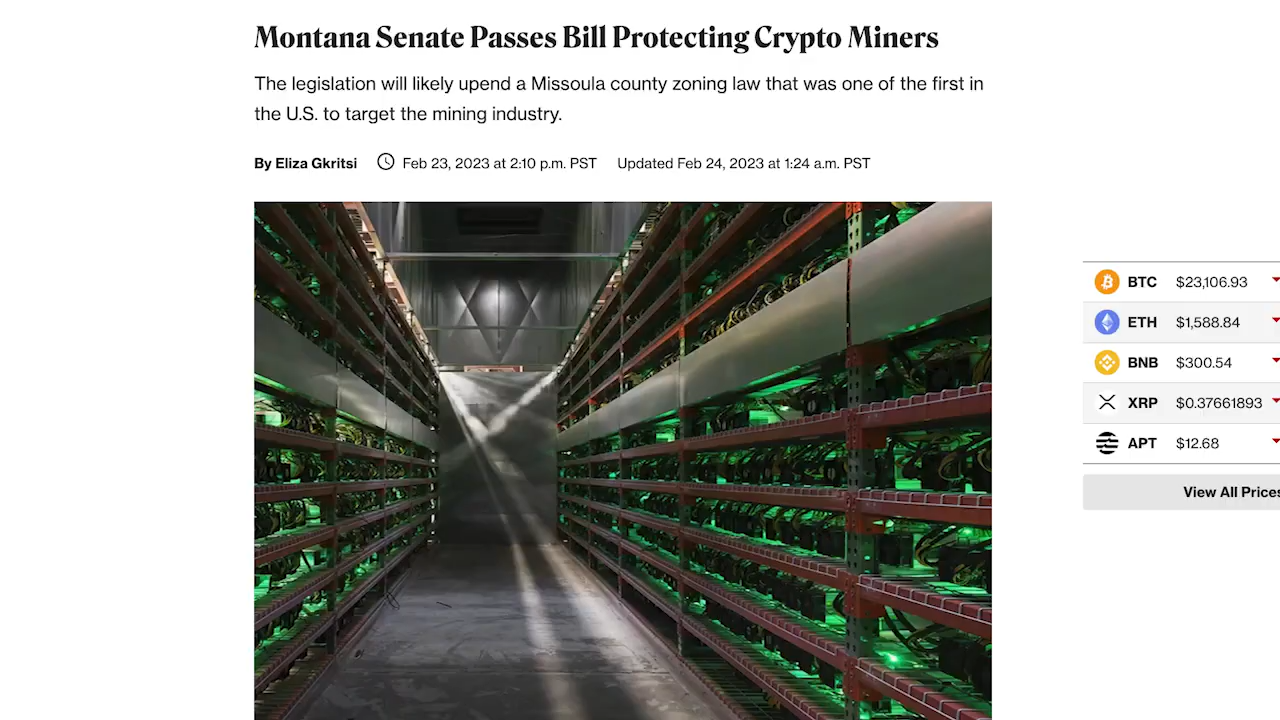 Montana Senate Passes Bill Protecting Crypto Miners
The legislation will likely upend a Missoula county zoning law that was one of the first in
the U.S. to target the mining industry.
By Eliza Gkritsi Feb 23, 2023 at 2:10 p.m. PST Updated Feb 24, 2023 at 1:24 a.m. PST
BTC $23,106.93
ETH $1,588.84
BNB $300.54
XRP $0.37661893
APT $12.68
View All Prices